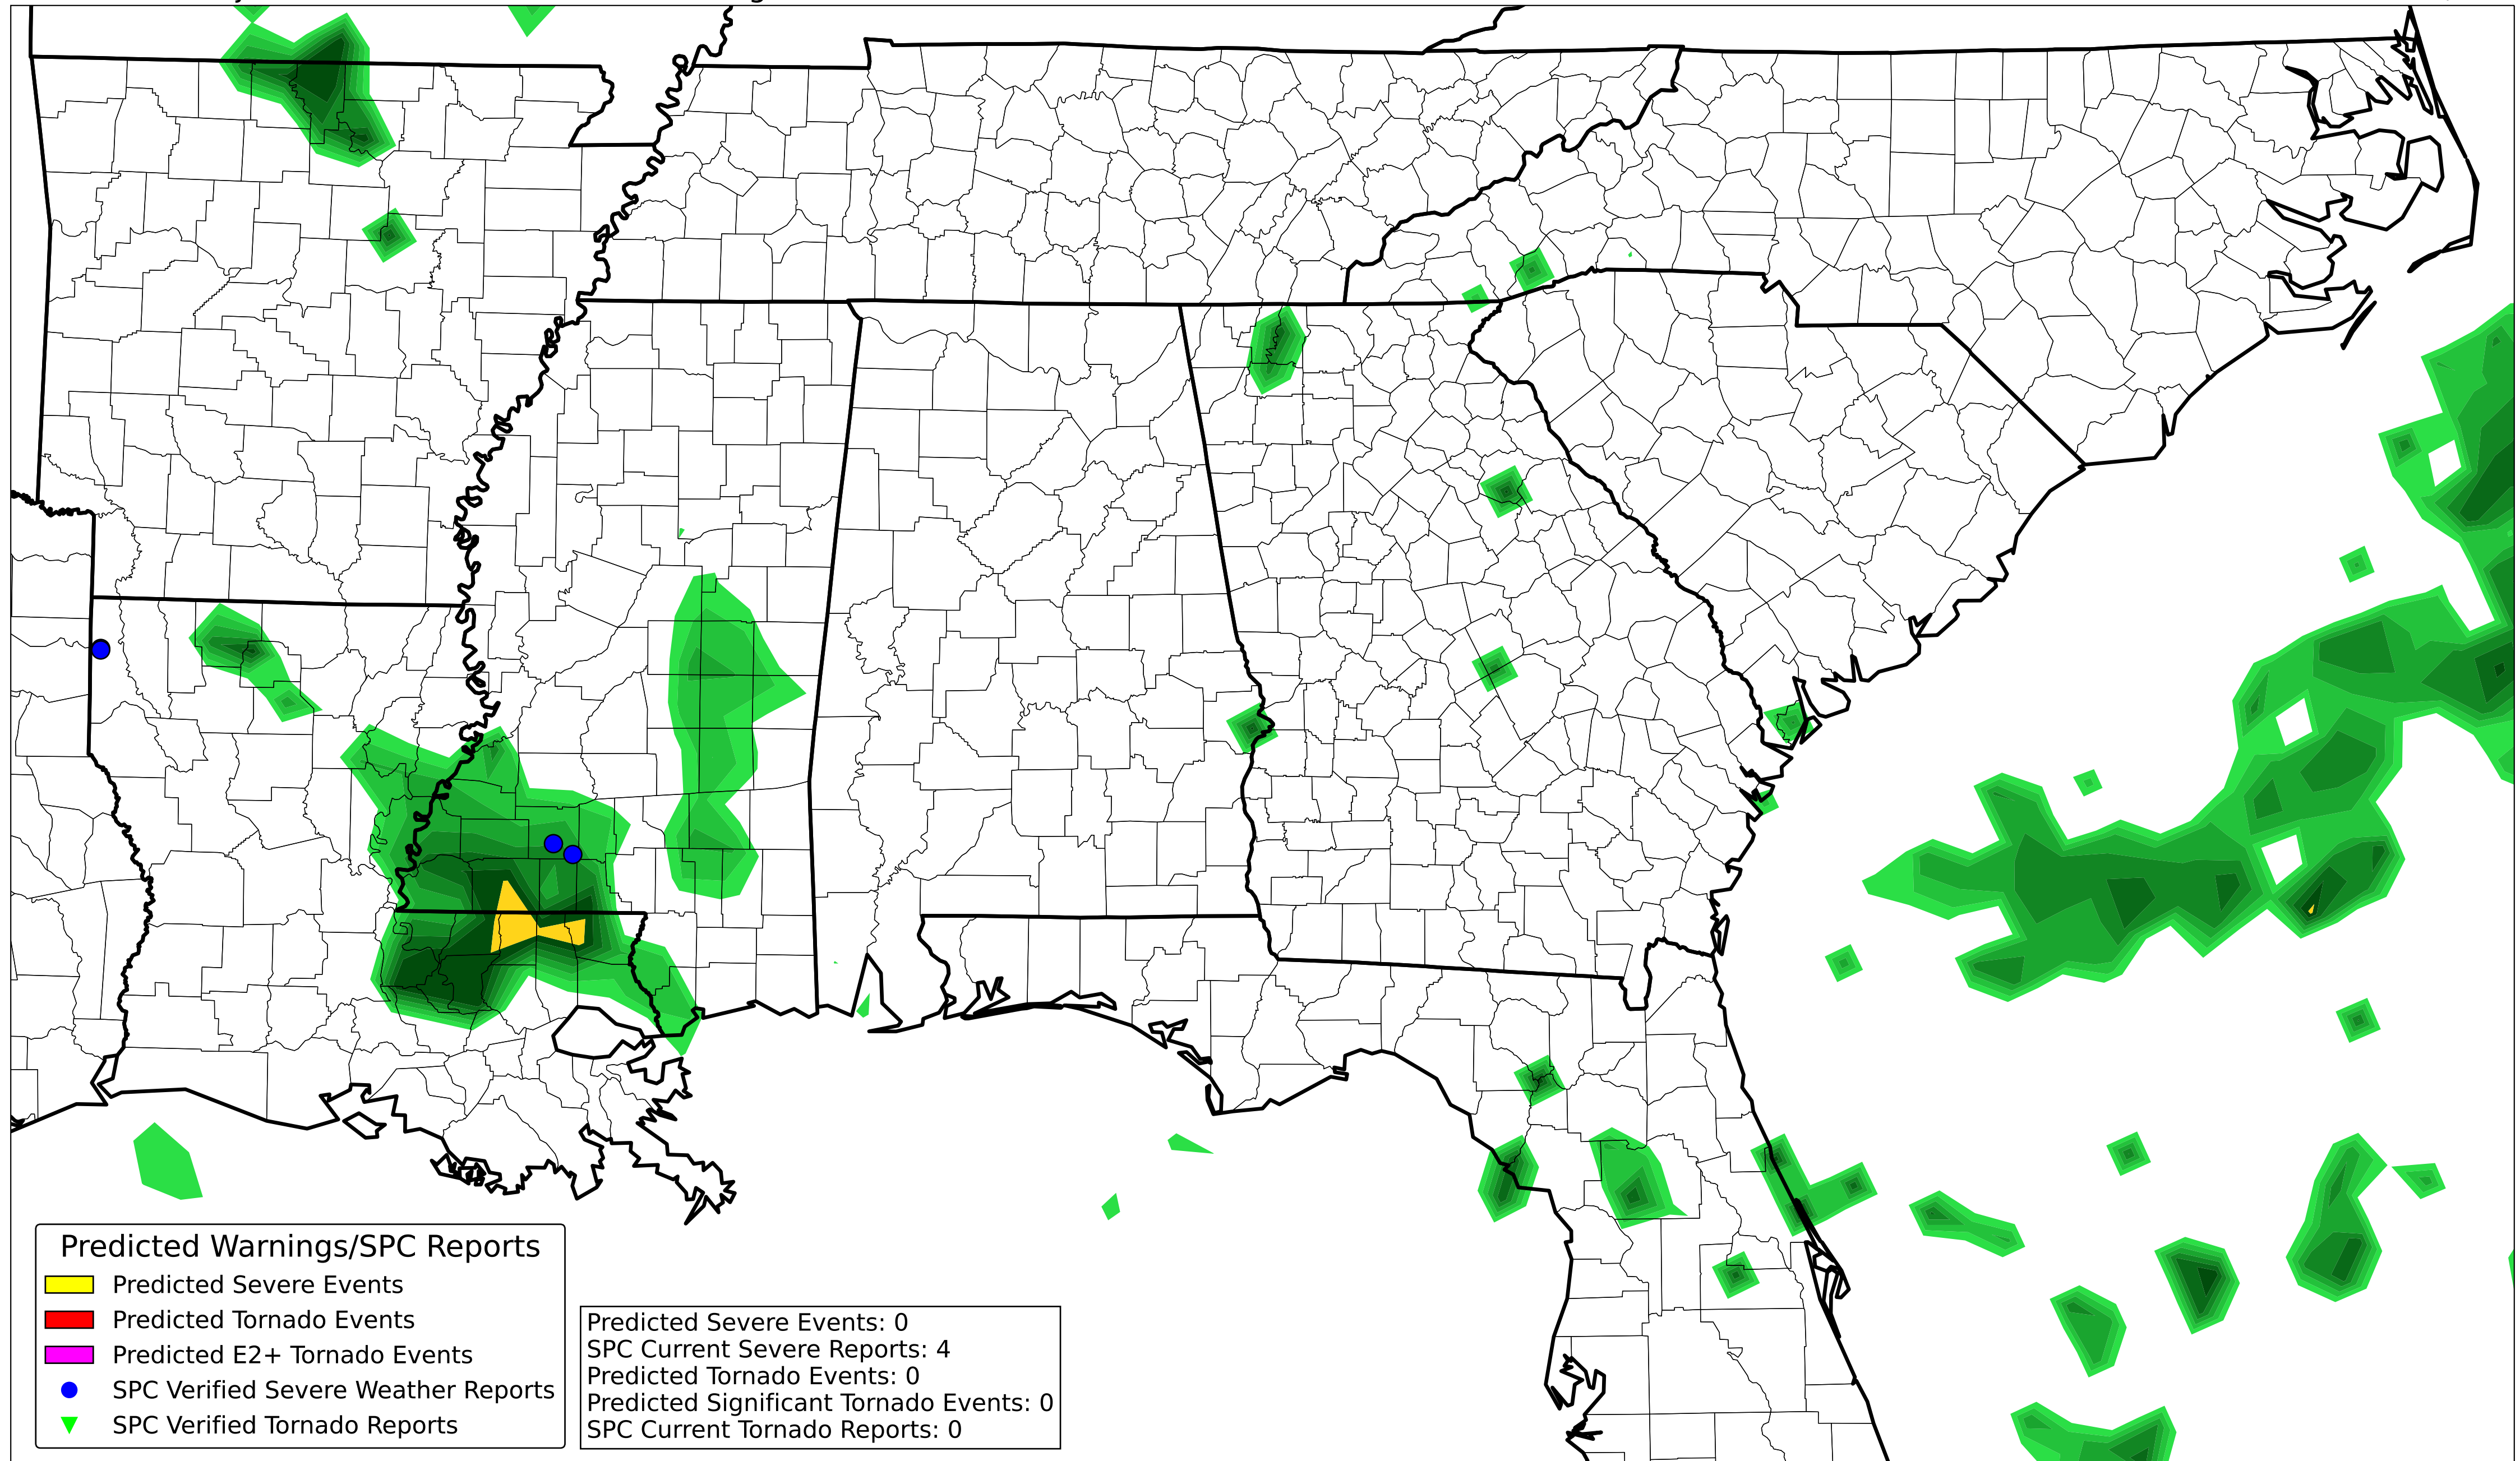 Predicted Warnings/SPC Reports
Predicted Severe Events
Predicted Tornado Events
Predicted E2+ Tornado Events
SPC Verified Severe Weather Reports
SPC Verified Tornado Reports
Predicted Severe Events: 0
SPC Current Severe Reports: 4
Predicted Tornado Events: 0
Predicted Significant Tornado Events: 0
SPC Current Tornado Reports: 0